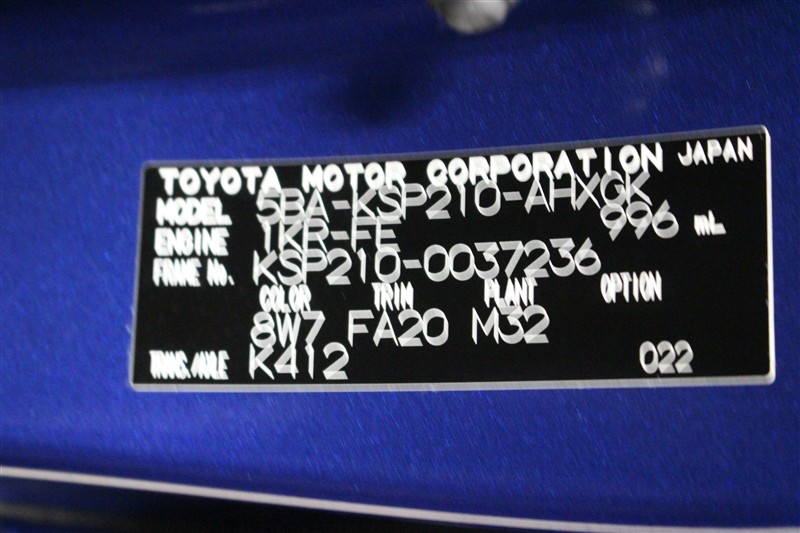 TOYOTA MOTOR CORPORATION JAPAN
MODEL 5BA-KSP210-AHXGK
ENGINE 1KR-FE 996 mL
FRAME No. KSP210-0037236
COLOR TRIM PLANT OPTION
8W7 FA20 M32
TRANS./AXLE K412 022